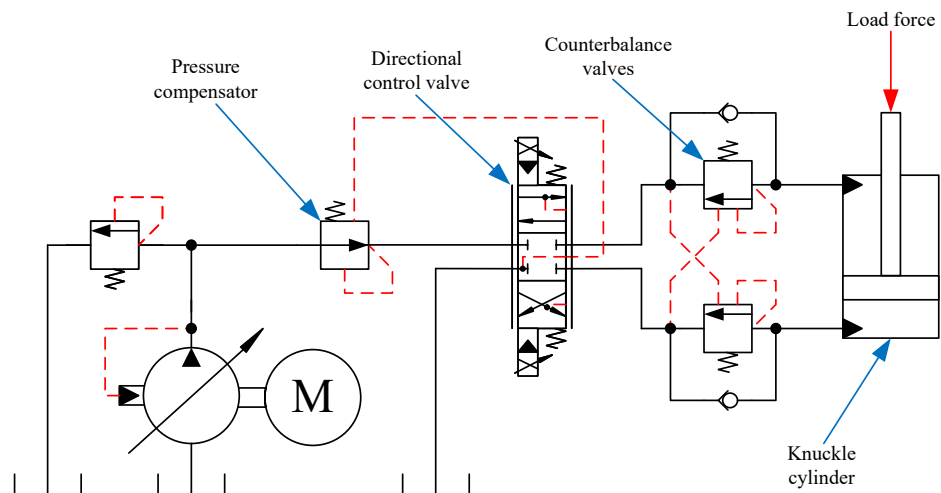 Load force
Directional
control valve
Counterbalance
valves
Pressure
compensator
M
Knuckle
cylinder